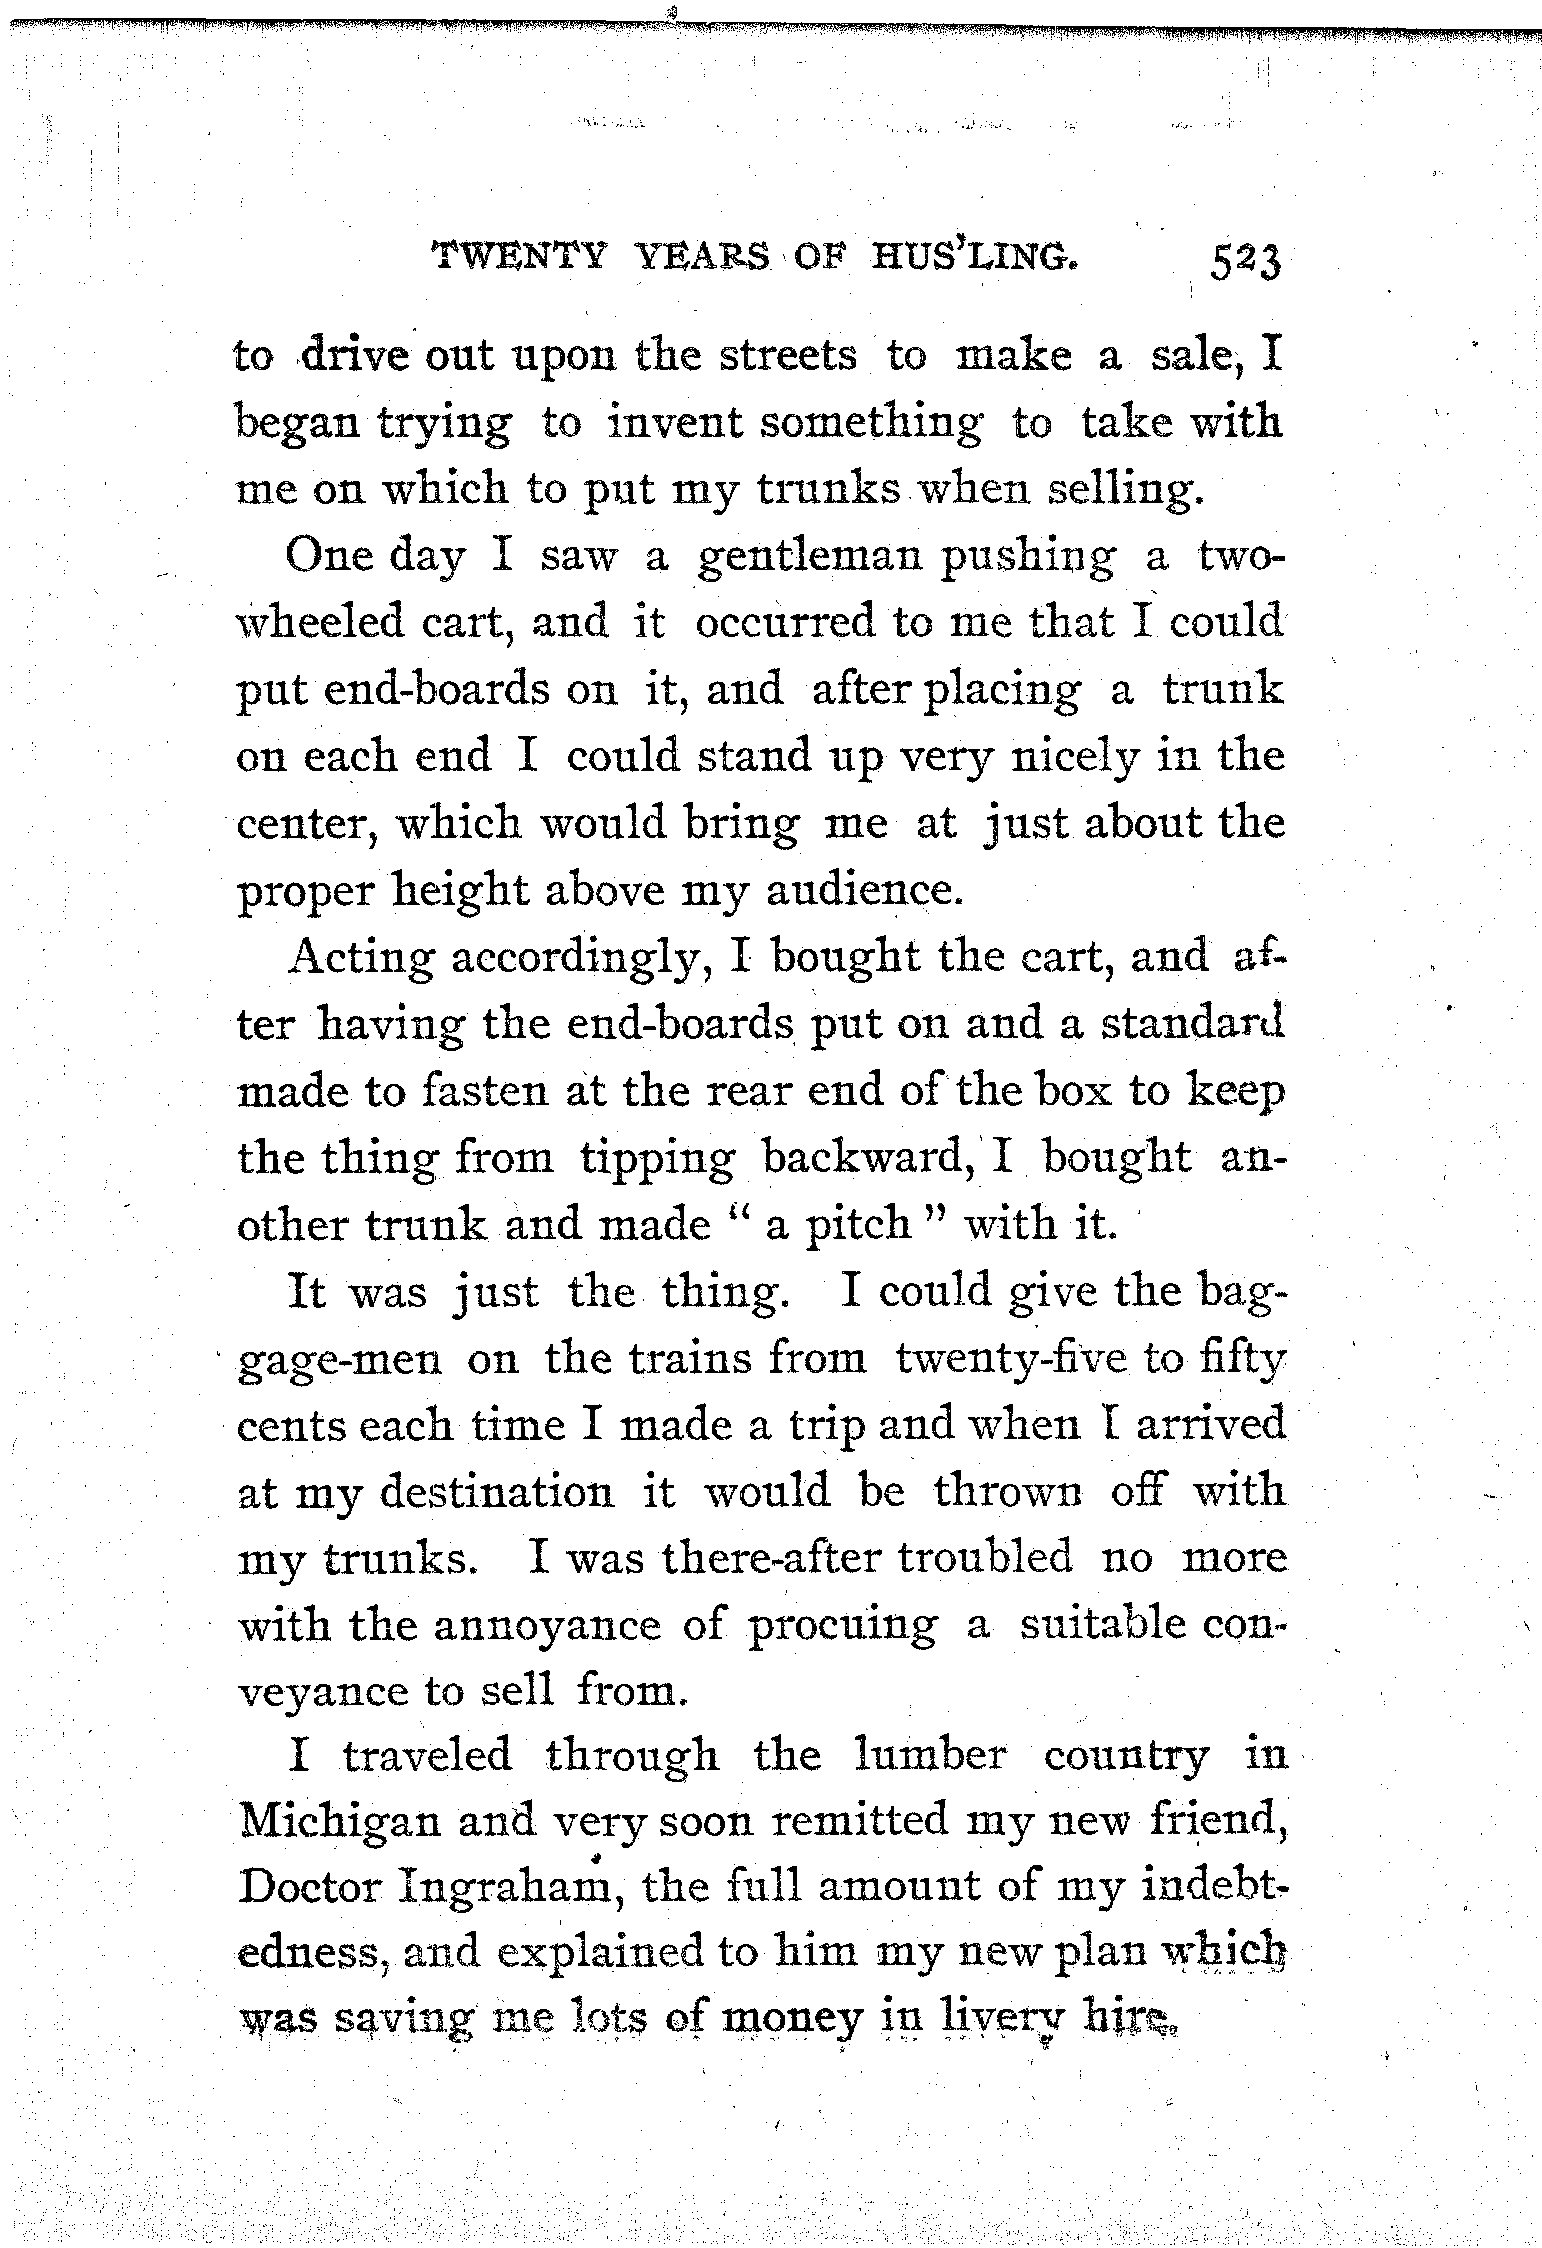 TWENTY YEARS OF HUS'LING. 523
to drive out upon the streets to make a sale, I
began trying to invent something to take with
me on which to put my trunks when selling.
One day I saw a gentleman pushing a two-
wheeled cart, and it occurred to me that I could
put end-boards on it, and after placing a trunk
on each end I could stand up very nicely in the
center, which would bring me at just about the
proper height above my audience.
Acting accordingly, I bought the cart, and af-
ter having the end-boards put on and a standard
made to fasten at the rear end of the box to keep
the thing from tipping backward, I bought an-
other trunk and made “ a pitch ” with it.
It was just the thing. I could give the bag-
gage-men on the trains from twenty-five to fifty
cents each time I made a trip and when I arrived
at my destination it would be thrown off with
my trunks. I was there-after troubled no more
with the annoyance of procuing a suitable con-
veyance to sell from.
I traveled through the lumber country in
Michigan and very soon remitted my new friend,
Doctor Ingraham, the full amount of my indebt-
edness, and explained to him my new plan which
was saving me lots of money in livery hire.